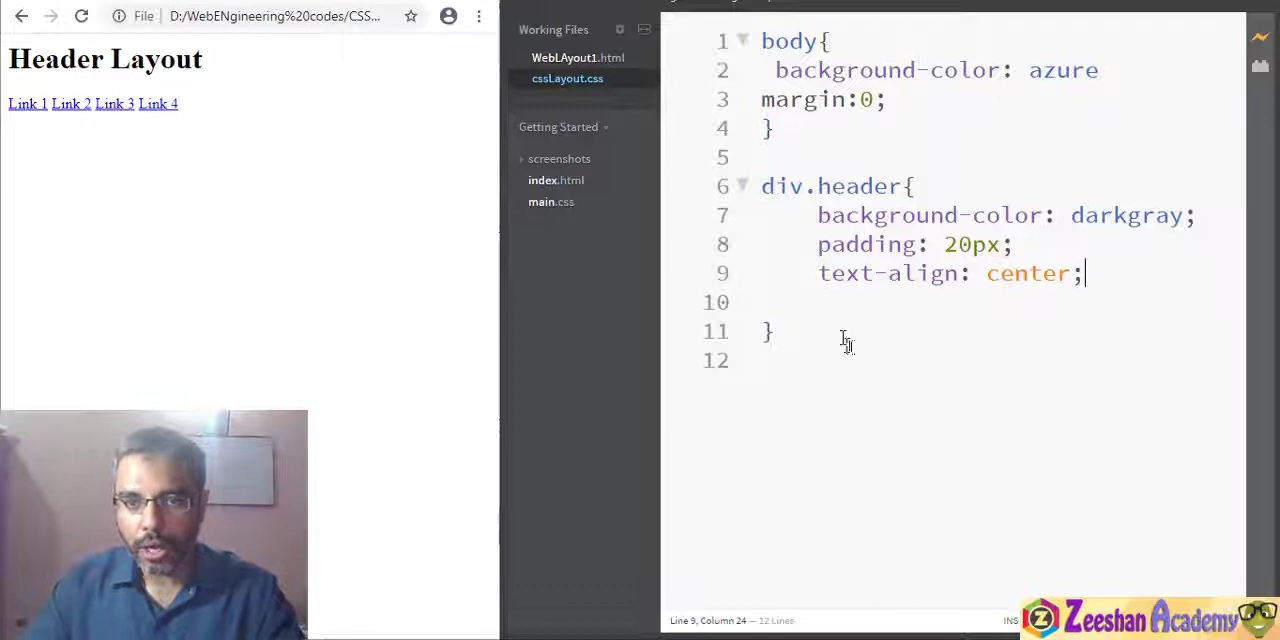 File D:/WebENgineering%20codes/CSS...
Header Layout
Link 1 Link 2 Link 3 Link 4
Working Files
WebLAyout1.html
cssLayout.css
Getting Started
screenshots
index.html
main.css
1 body{
2 background-color: azure
3 margin:0;
4 }
5
6 div.header{
7 background-color: darkgray;
8 padding: 20px;
9 text-align: center;
10
11 }
12
Line 9, Column 24 — 12 Lines
INS
Zeeshan Academy